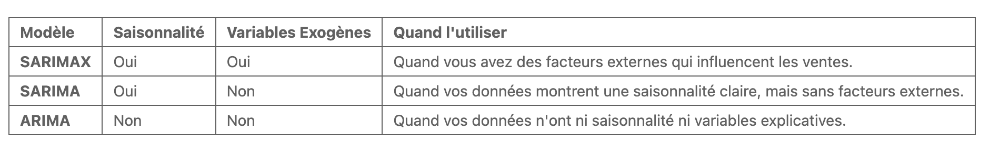 Modèle Saisonnalité Variables Exogènes Quand l'utiliser
SARIMAX Oui Oui Quand vous avez des facteurs externes qui influencent les ventes.
SARIMA Oui Non Quand vos données montrent une saisonnalité claire, mais sans facteurs externes.
ARIMA Non Non Quand vos données n'ont ni saisonnalité ni variables explicatives.